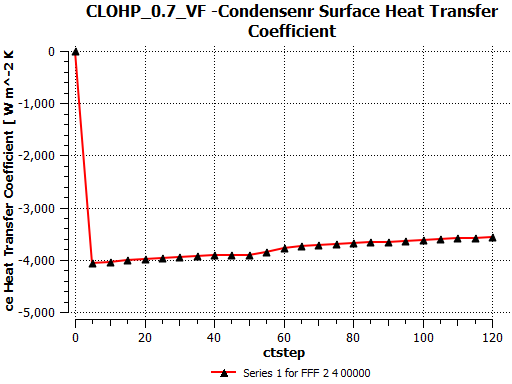 CLOHP_0.7_VF -Condensenr Surface Heat Transfer
Coefficient
ce Heat Transfer Coefficient [ W m^-2 K
0
-1,000
-2,000
-3,000
-4,000
-5,000
0 20 40 60 80 100 120
ctstep
Series 1 for FFF 2 4 00000